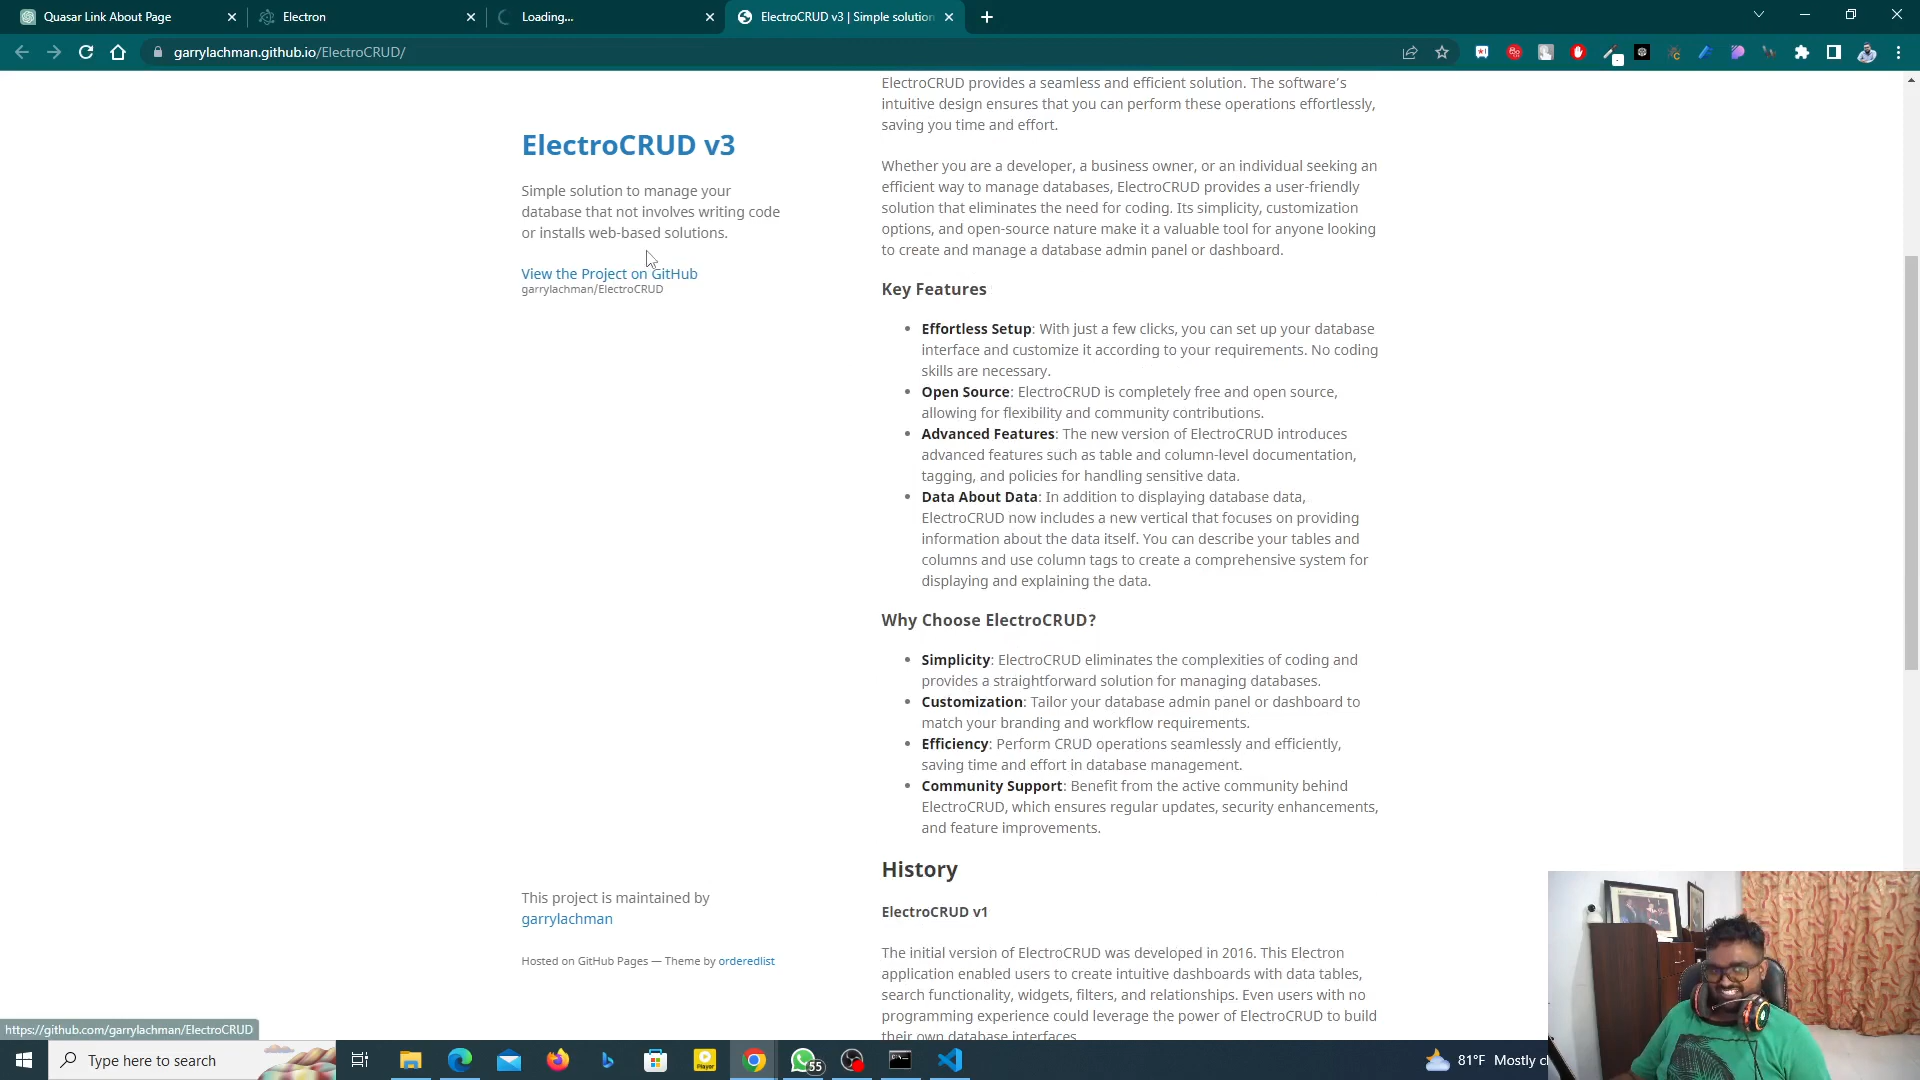 Quasar Link About Page
Electron
Loading...
ElectroCRUD v3 | Simple solution
garrylachman.github.io/ElectroCRUD/
ElectroCRUD v3
Simple solution to manage your
database that not involves writing code
or installs web-based solutions.
View the Project on GitHub
garrylachman/ElectroCRUD
ElectroCRUD provides a seamless and efficient solution. The software's
intuitive design ensures that you can perform these operations effortlessly,
saving you time and effort.
Whether you are a developer, a business owner, or an individual seeking an
efficient way to manage databases, ElectroCRUD provides a user-friendly
solution that eliminates the need for coding. Its simplicity, customization
options, and open-source nature make it a valuable tool for anyone looking
to create and manage a database admin panel or dashboard.
Key Features
• Effortless Setup: With just a few clicks, you can set up your database
interface and customize it according to your requirements. No coding
skills are necessary.
• Open Source: ElectroCRUD is completely free and open source,
allowing for flexibility and community contributions.
• Advanced Features: The new version of ElectroCRUD introduces
advanced features such as table and column-level documentation,
tagging, and policies for handling sensitive data.
• Data About Data: In addition to displaying database data,
ElectroCRUD now includes a new vertical that focuses on providing
information about the data itself. You can describe your tables and
columns and use column tags to create a comprehensive system for
displaying and explaining the data.
Why Choose ElectroCRUD?
• Simplicity: ElectroCRUD eliminates the complexities of coding and
provides a straightforward solution for managing databases.
• Customization: Tailor your database admin panel or dashboard to
match your branding and workflow requirements.
• Efficiency: Perform CRUD operations seamlessly and efficiently,
saving time and effort in database management.
• Community Support: Benefit from the active community behind
ElectroCRUD, which ensures regular updates, security enhancements,
and feature improvements.
History
ElectroCRUD v1
The initial version of ElectroCRUD was developed in 2016. This Electron
application enabled users to create intuitive dashboards with data tables,
search functionality, widgets, filters, and relationships. Even users with no
programming experience could leverage the power of ElectroCRUD to build
their own database interfaces.
This project is maintained by
garrylachman
Hosted on GitHub Pages — Theme by orderedlist
https://github.com/garrylachman/ElectroCRUD
Type here to search
Player
55
81°F Mostly cl